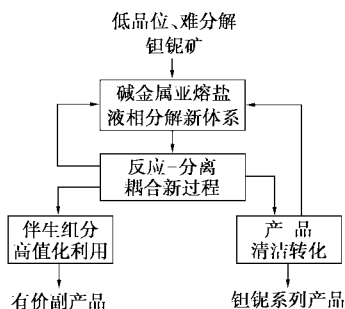 低品位、难分解
钽铌矿
碱金属亚熔盐
液相分解新体系
反应-分离
耦合新过程
伴生组分
高值化利用
产 品
清洁转化
有价副产品
钽铌系列产品